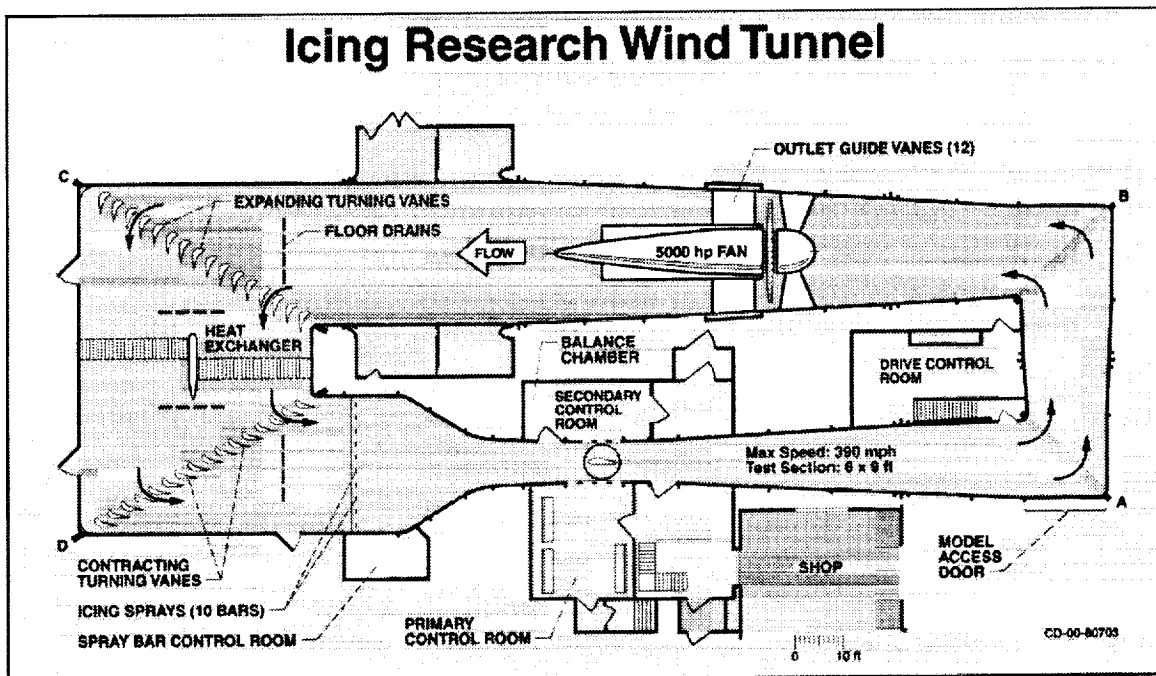 Icing Research Wind Tunnel
OUTLET GUIDE VANES (12)
C
B
EXPANDING TURNING VANES
FLOOR DRAINS
FLOW
5000 hp FAN
HEAT
EXCHANGER
BALANCE
CHAMBER
DRIVE CONTROL
ROOM
SECONDARY
CONTROL
ROOM
Max Speed: 390 mph
Test Section: 6 x 9 ft
A
D
CONTRACTING
TURNING VANES
ICING SPRAYS (10 BARS)
SPRAY BAR CONTROL ROOM
PRIMARY
CONTROL ROOM
SHOP
MODEL
ACCESS
DOOR
0 10 ft
CD-00-80703